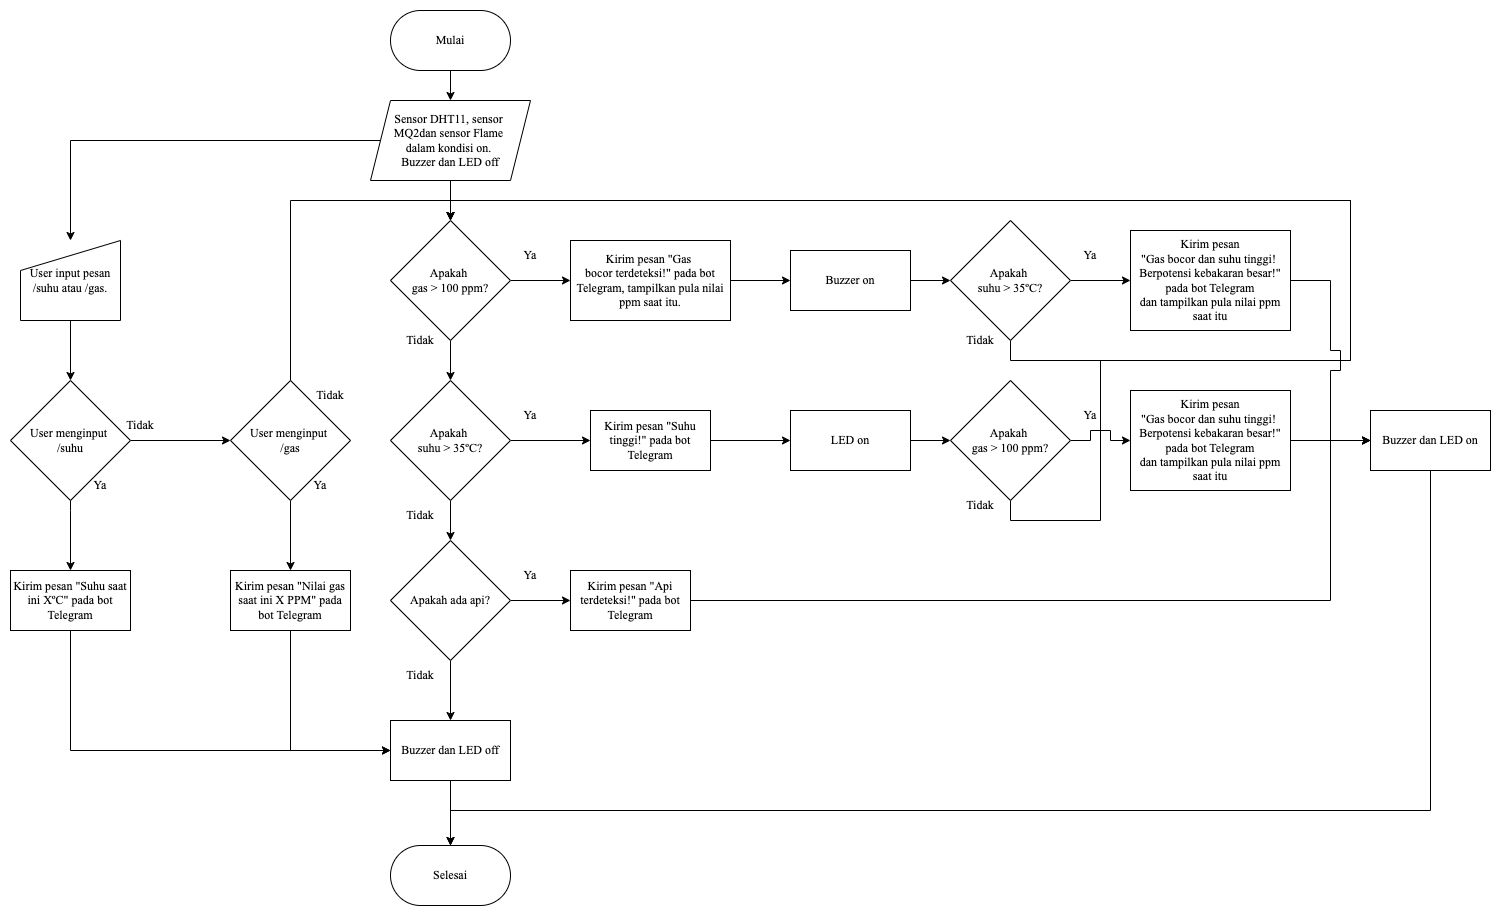 Mulai
Sensor DHT11, sensor
MQ2dan sensor Flame
dalam kondisi on.
Buzzer dan LED off
User input pesan
/suhu atau /gas.
Apakah
gas > 100 ppm?
Ya
Tidak
Kirim pesan "Gas
bocor terdeteksi!" pada bot
Telegram, tampilkan pula nilai
ppm saat itu.
Buzzer on
Apakah
suhu > 35ºC?
Ya
Tidak
Kirim pesan
"Gas bocor dan suhu tinggi!
Berpotensi kebakaran besar!"
pada bot Telegram
dan tampilkan pula nilai ppm
saat itu
User menginput
/suhu
Tidak
Ya
User menginput
/gas
Tidak
Ya
Apakah
suhu > 35ºC?
Ya
Tidak
Kirim pesan "Suhu
tinggi!" pada bot
Telegram
LED on
Apakah
gas > 100 ppm?
Ya
Tidak
Kirim pesan
"Gas bocor dan suhu tinggi!
Berpotensi kebakaran besar!"
pada bot Telegram
dan tampilkan pula nilai ppm
saat itu
Buzzer dan LED on
Kirim pesan "Suhu saat
ini XºC" pada bot
Telegram
Kirim pesan "Nilai gas
saat ini X PPM" pada
bot Telegram
Apakah ada api?
Ya
Tidak
Kirim pesan "Api
terdeteksi!" pada bot
Telegram
Buzzer dan LED off
Selesai